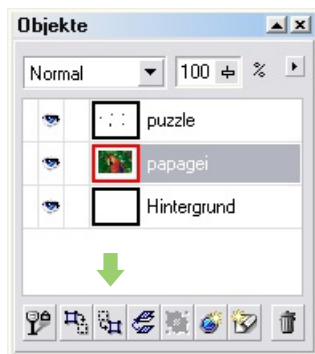 Objekte
Normal 100 %
puzzle
papagei
Hintergrund